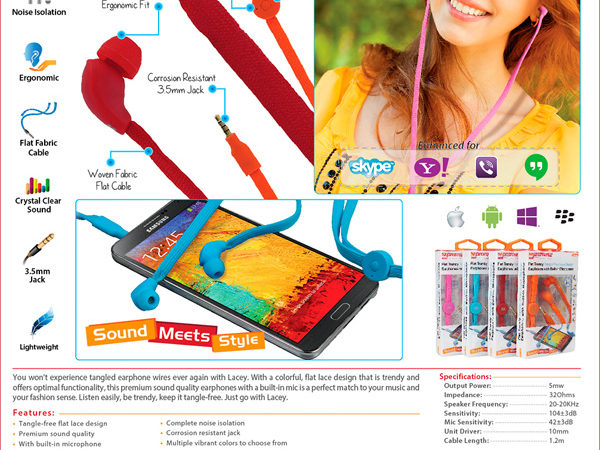 Noise Isolation
Ergonomic Fit
Ergonomic
Corrosion Resistant
3.5mm Jack
Flat Fabric
Cable
Woven Fabric
Flat Cable
Crystal Clear
Sound
3.5mm
Jack
Lightweight
Enhanced for
skype
Y!
SAMSUNG
12:45
Sound Meets Style
You won't experience tangled earphone wires ever again with Lacey. With a colorful, flat lace design that is trendy and
offers optimal functionality, this premium sound quality earphones with a built-in mic is a perfect match to your music and
your fashion sense. Listen easily, be trendy, keep it tangle-free. Just go with Lacey.
Features:
• Tangle-free flat lace design
• Premium sound quality
• With built-in microphone
• Complete noise isolation
• Corrosion resistant jack
• Multiple vibrant colors to choose from
Specifications:
Output Power: 5mw
Impedance: 32Ohms
Speaker Frequency: 20-20KHz
Sensitivity: 104±3dB
Mic Sensitivity: 42±3dB
Unit Driver: 10mm
Cable Length: 1.2m